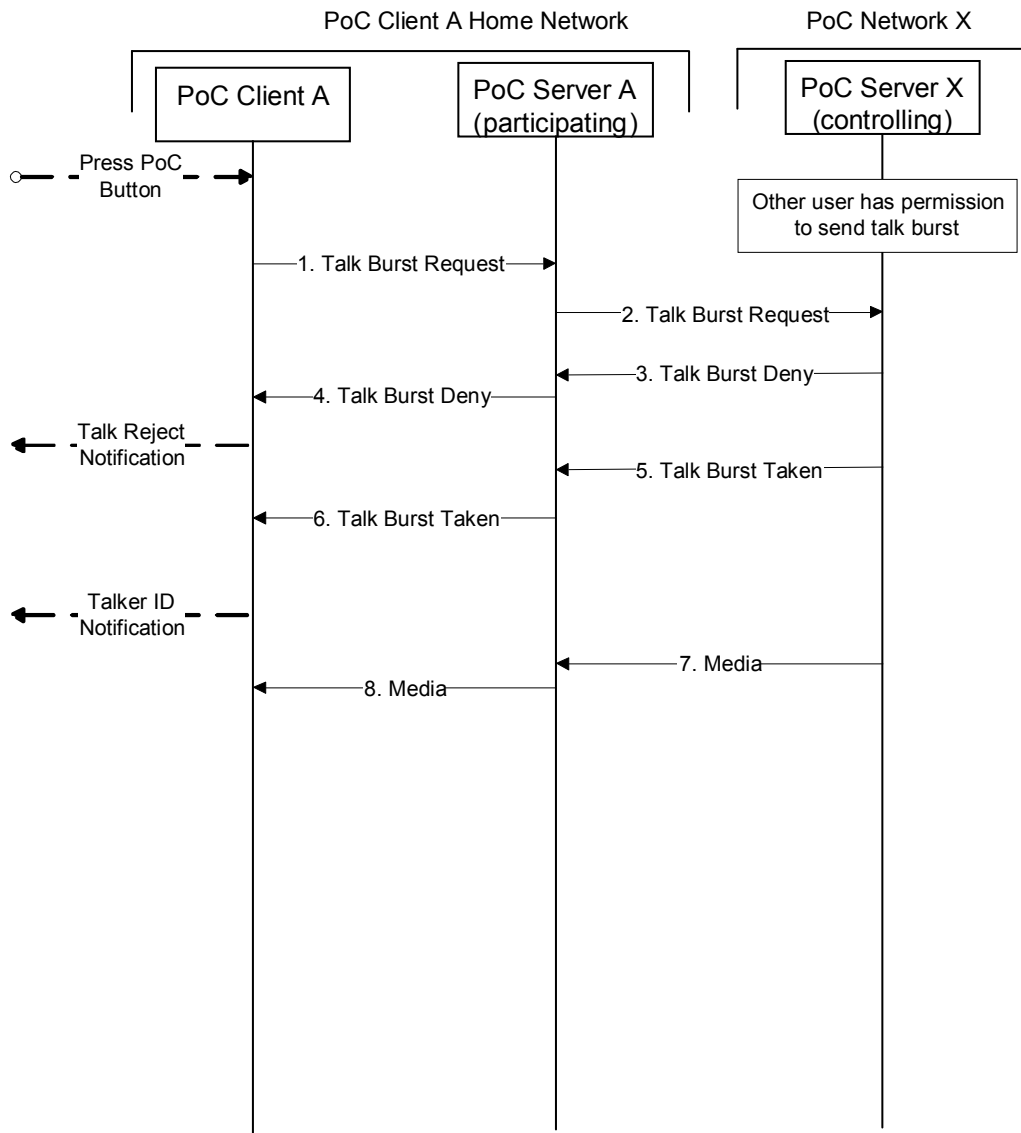 PoC Client A Home Network
PoC Network X
PoC Client A
PoC Server A
(participating)
PoC Server X
(controlling)
Press PoC
Button
Other user has permission
to send talk burst
1. Talk Burst Request
2. Talk Burst Request
3. Talk Burst Deny
4. Talk Burst Deny
Talk Reject
Notification
5. Talk Burst Taken
6. Talk Burst Taken
Talker ID
Notification
7. Media
8. Media